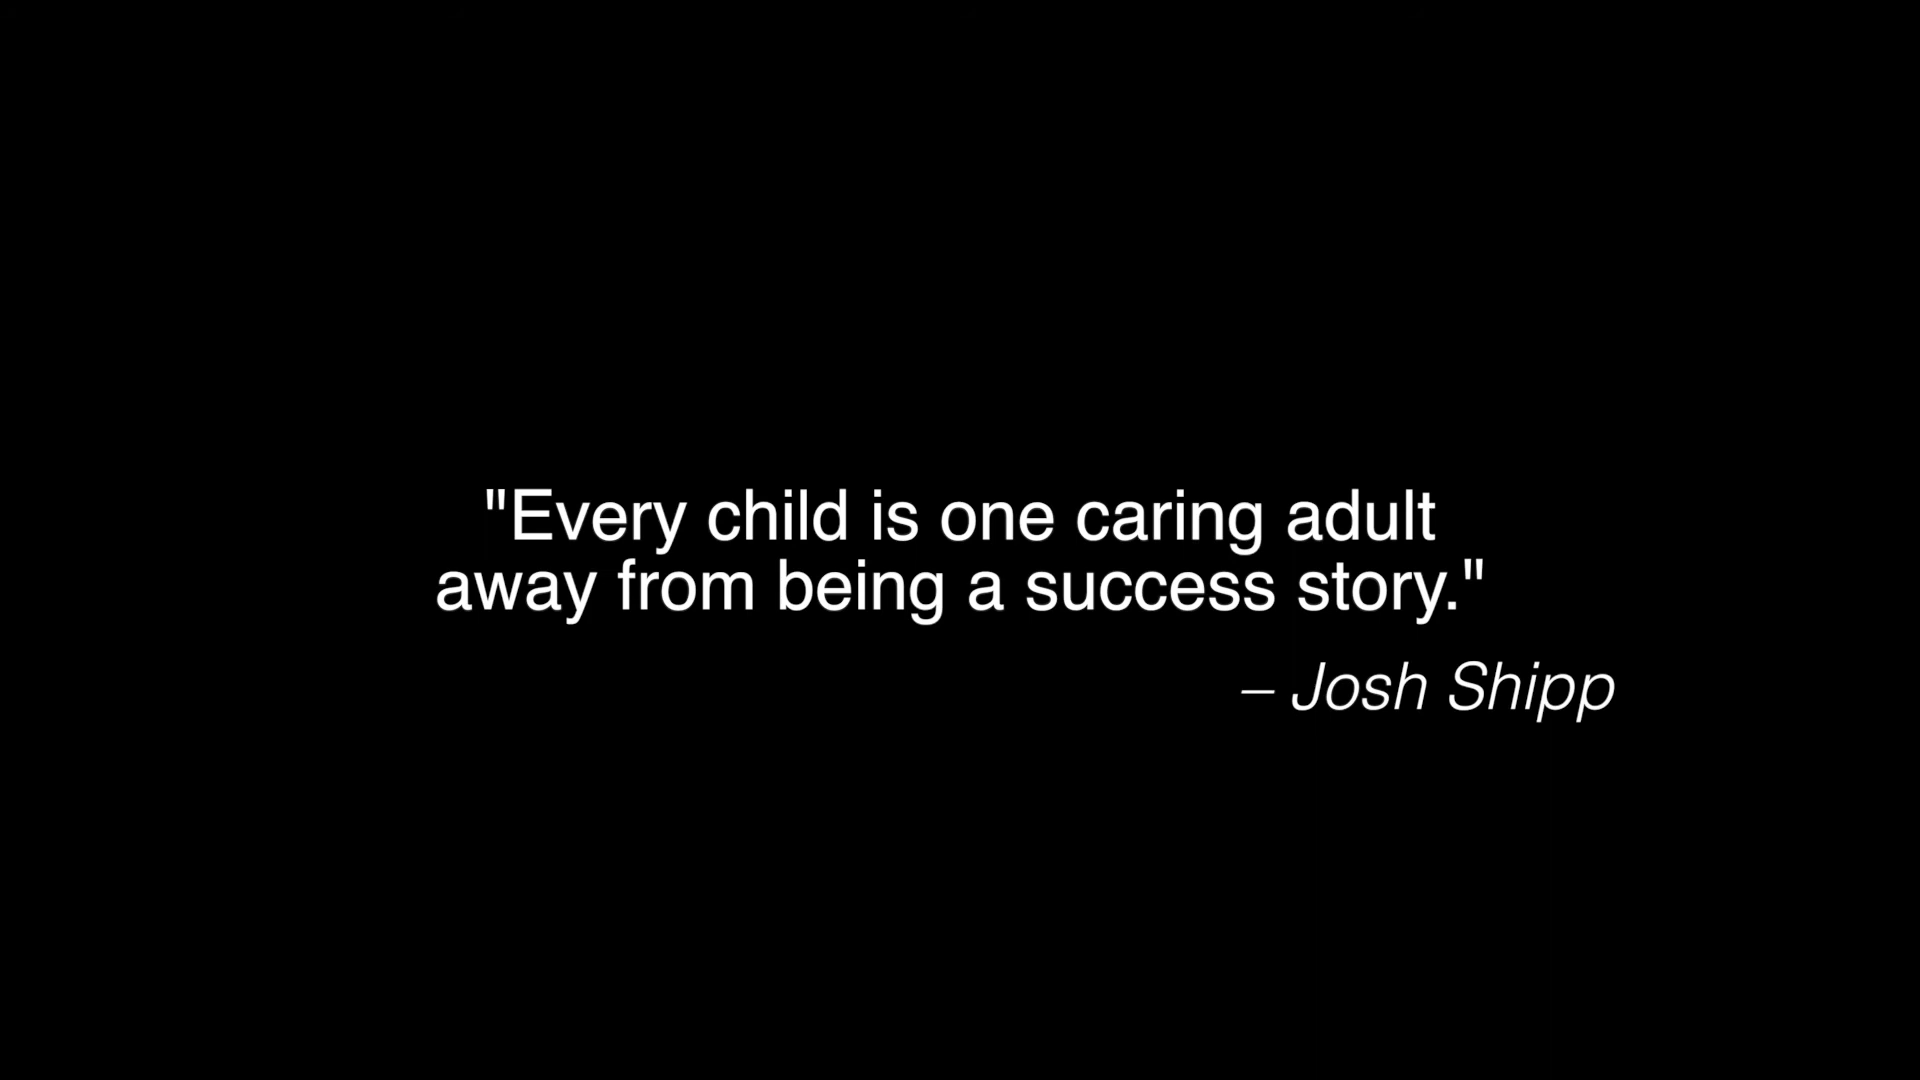 "Every child is one caring adult
away from being a success story."
– Josh Shipp